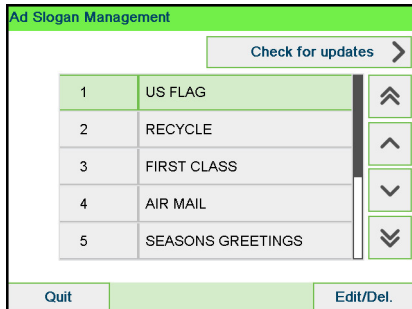 Ad Slogan Management
Check for updates
1 US FLAG
2 RECYCLE
3 FIRST CLASS
4 AIR MAIL
5 SEASONS GREETINGS
Quit Edit/Del.